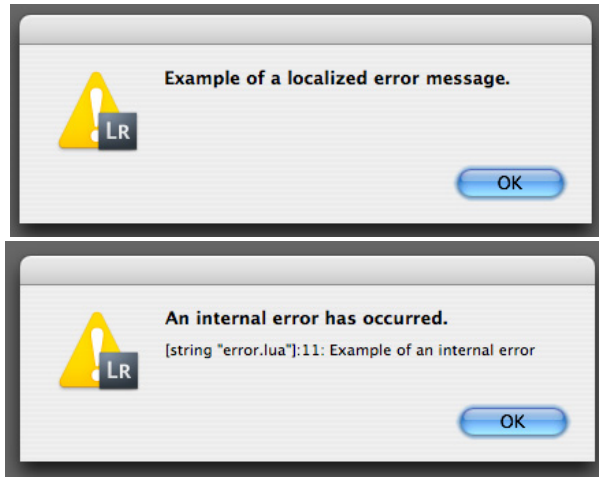 Example of a localized error message.
LR
OK
An internal error has occurred.
[string "error.lua"]:11: Example of an internal error
LR
OK